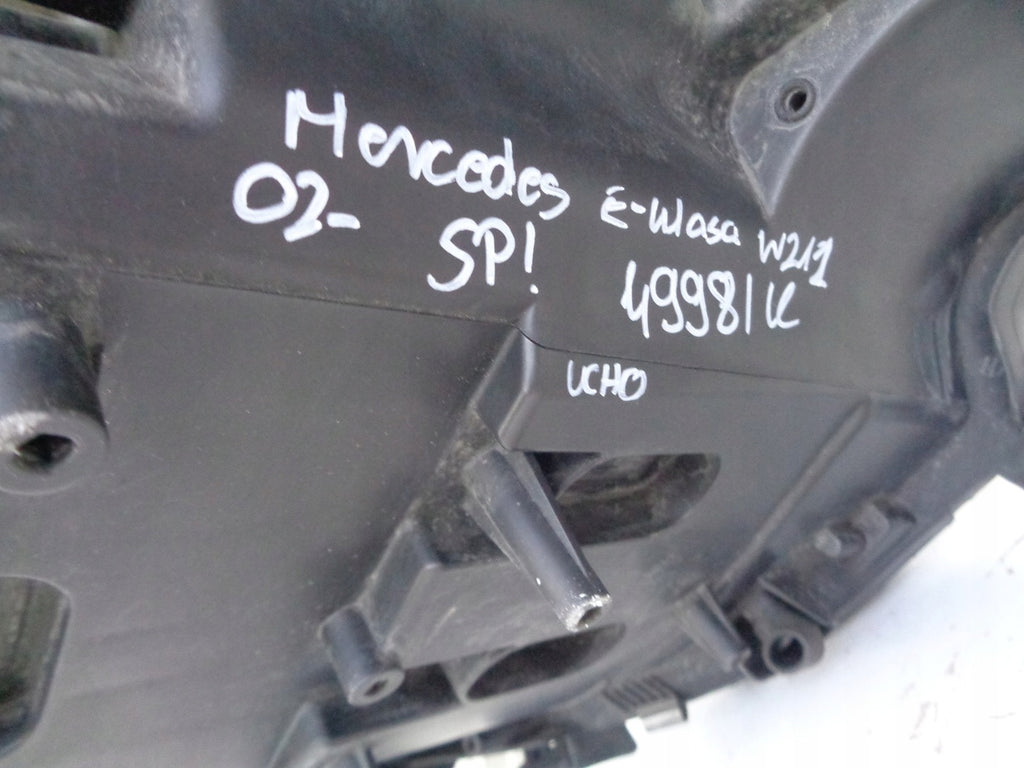 Mercedes E-Klasa W211
02- SP! 49981K
UCHO